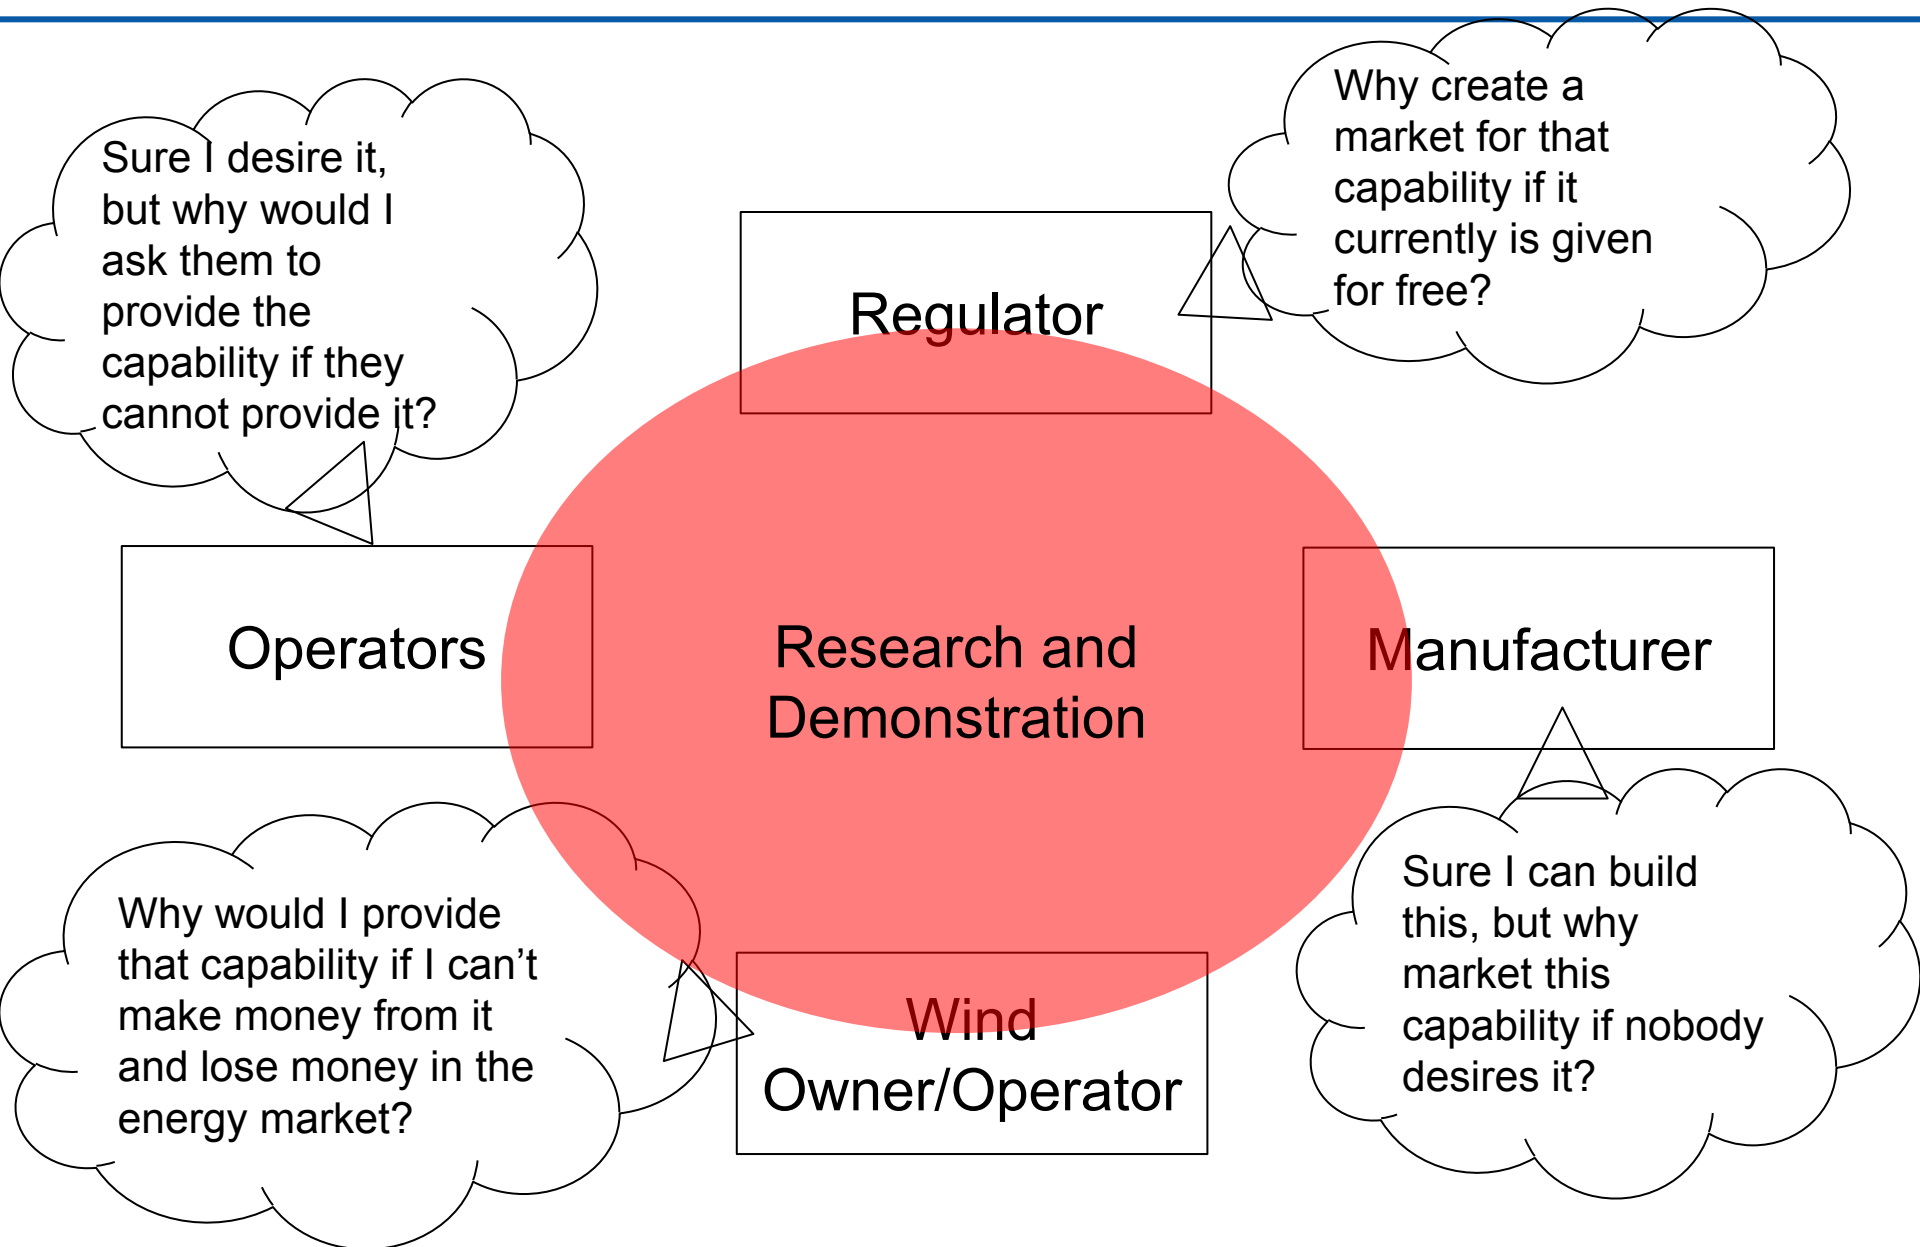 Why create a
market for that
capability if it
currently is given
for free?
Sure I desire it,
but why would I
ask them to
provide the
capability if they
cannot provide it?
Regulator
Operators
Research and
Demonstration
Manufacturer
Why would I provide
that capability if I can’t
make money from it
and lose money in the
energy market?
Wind
Owner/Operator
Sure I can build
this, but why
market this
capability if nobody
desires it?